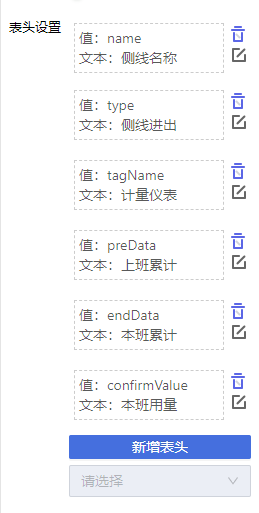 表头设置
值：name
文本：侧线名称
值：type
文本：侧线进出
值：tagName
文本：计量仪表
值：preData
文本：上班累计
值：endData
文本：本班累计
值：confirmValue
文本：本班用量
新增表头
请选择